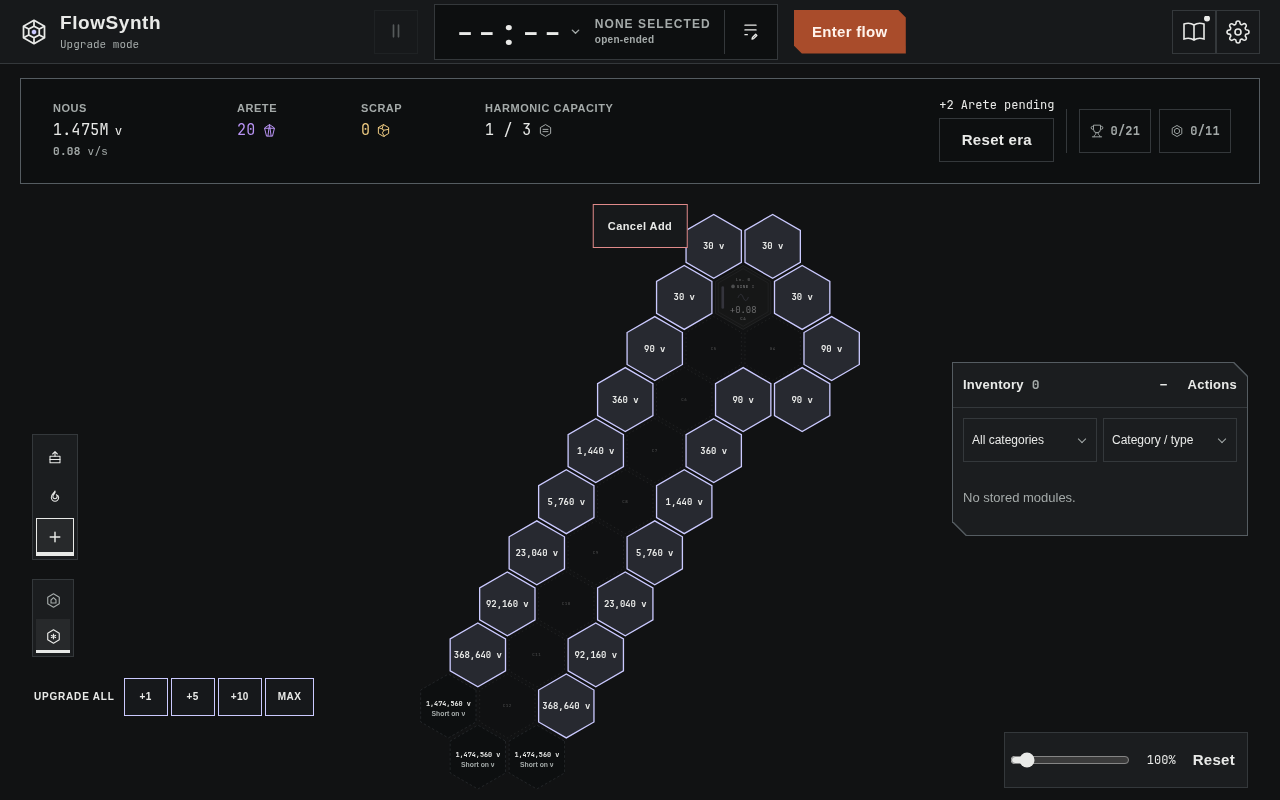 FlowSynth
Upgrade mode
--:--
NONE SELECTED
open-ended
Enter flow
NOUS
1.475M v
0.08 v/s
ARETE
20
SCRAP
0
HARMONIC CAPACITY
1 / 3
+2 Arete pending
Reset era
0/21
0/11
Cancel Add
30 v
30 v
30 v
+0.08
30 v
90 v
90 v
360 v
90 v
90 v
1,440 v
360 v
5,760 v
1,440 v
23,040 v
5,760 v
92,160 v
23,040 v
368,640 v
92,160 v
1,474,560 v
Short on v
368,640 v
1,474,560 v
Short on v
1,474,560 v
Short on v
Inventory 0
– Actions
All categories
Category / type
No stored modules.
UPGRADE ALL
+1
+5
+10
MAX
100%
Reset